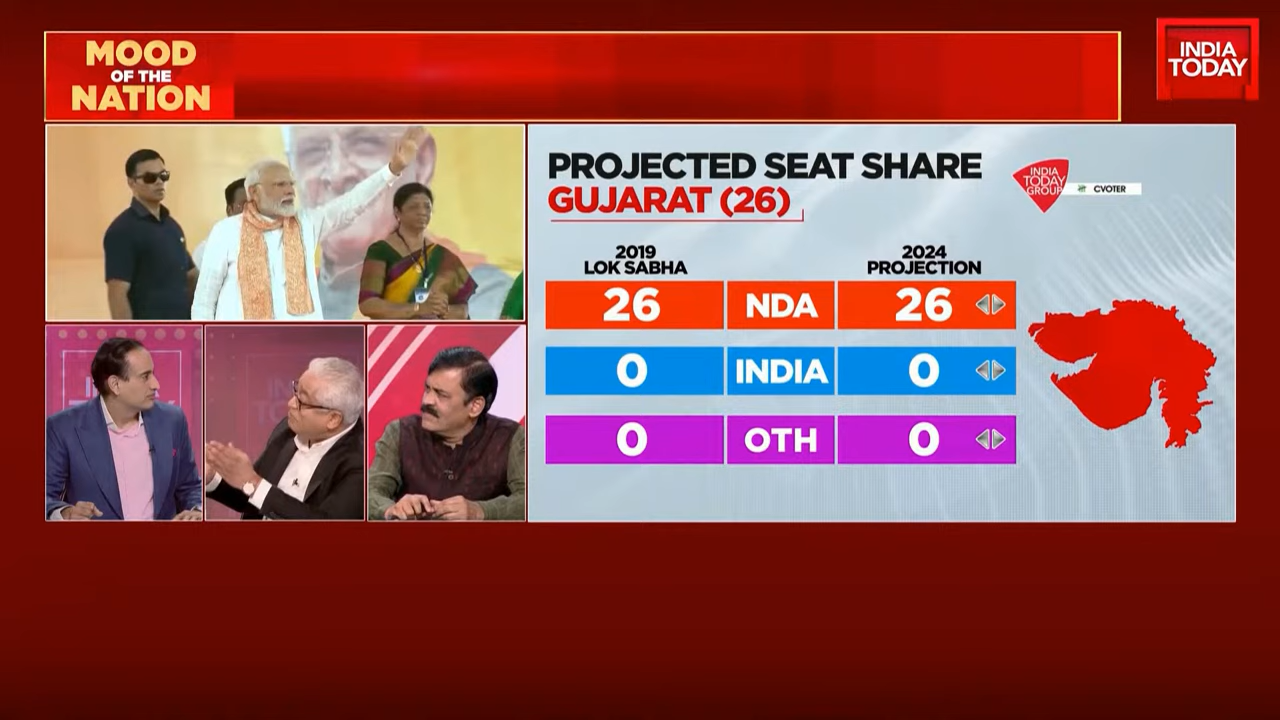 MOOD
OF THE
NATION
INDIA
TODAY
PROJECTED SEAT SHARE
GUJARAT (26)
INDIA
TODAY
GROUP
CVOTER
2019
LOK SABHA
2024
PROJECTION
26 NDA 26
0 INDIA 0
0 OTH 0